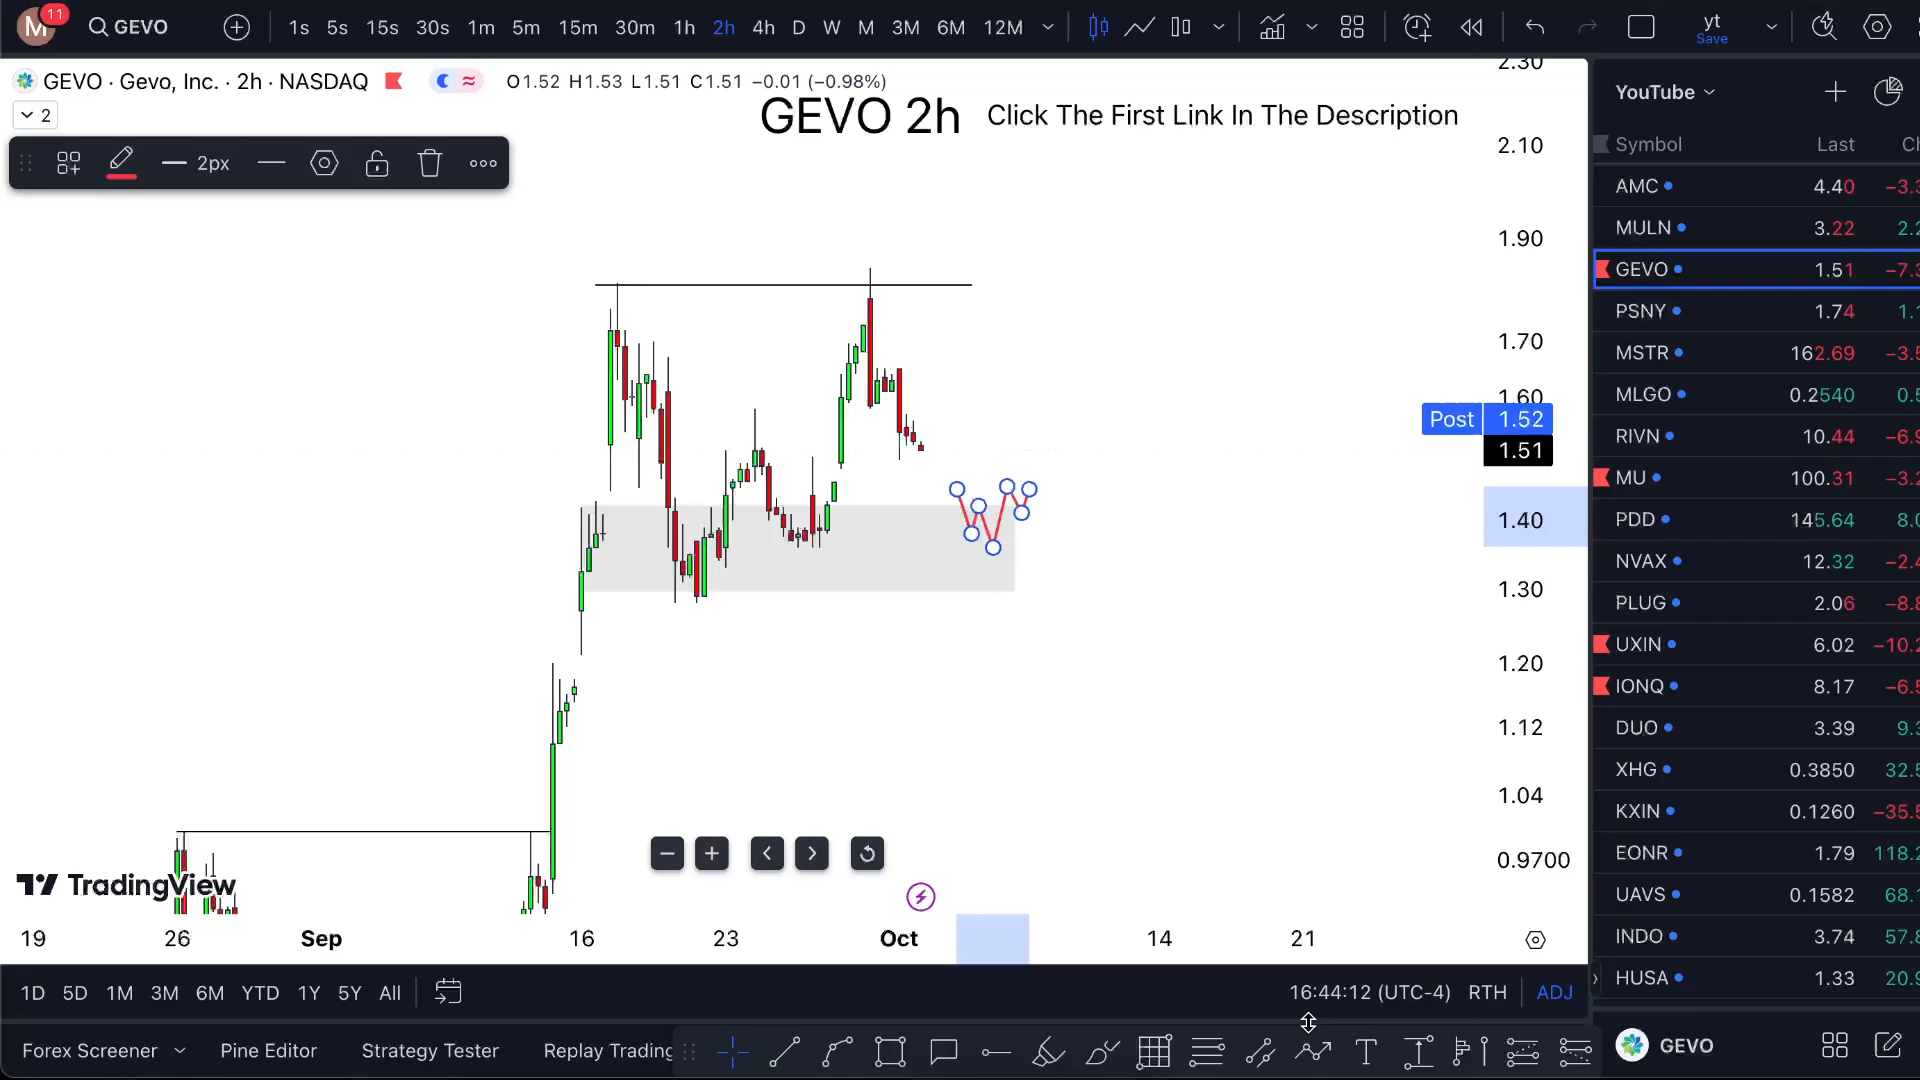 M 11 GEVO 1s 5s 15s 30s 1m 5m 15m 30m 1h 2h 4h D W M 3M 6M 12M yt
Save
GEVO · Gevo, Inc. · 2h · NASDAQ O1.52 H1.53 L1.51 C1.51 −0.01 (−0.98%)
2
GEVO 2h Click The First Link In The Description
2px
2.30
2.10
1.90
1.70
1.60
Post 1.52
1.51
1.40
1.30
1.20
1.12
1.04
0.9700
TradingView
19 26 Sep 16 23 Oct 14 21
1D 5D 1M 3M 6M YTD 1Y 5Y All 16:44:12 (UTC-4) RTH ADJ
Forex Screener Pine Editor Strategy Tester Replay Trading
YouTube
Symbol Last
AMC 4.40
MULN 3.22
GEVO 1.51
PSNY 1.74
MSTR 162.69
MLGO 0.2540
RIVN 10.44
MU 100.31
PDD 145.64
NVAX 12.32
PLUG 2.06
UXIN 6.02
IONQ 8.17
DUO 3.39
XHG 0.3850
KXIN 0.1260
EONR 1.79
UAVS 0.1582
INDO 3.74
HUSA 1.33
GEVO